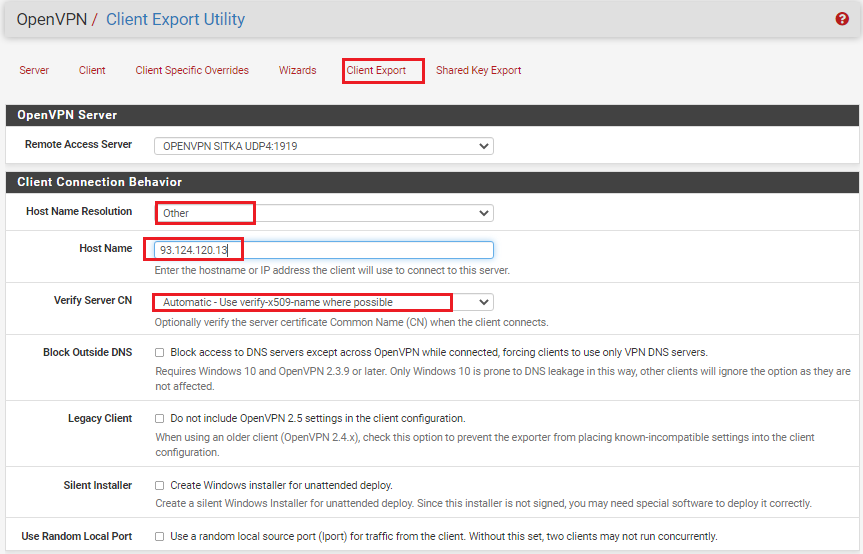 OpenVPN / Client Export Utility
Server Client Client Specific Overrides Wizards Client Export Shared Key Export
OpenVPN Server
Remote Access Server OPENVPN SITKA UDP4:1919
Client Connection Behavior
Host Name Resolution Other
Host Name 93.124.120.13
Enter the hostname or IP address the client will use to connect to this server.
Verify Server CN Automatic - Use verify-x509-name where possible
Optionally verify the server certificate Common Name (CN) when the client connects.
Block Outside DNS Block access to DNS servers except across OpenVPN while connected, forcing clients to use only VPN DNS servers.
Requires Windows 10 and OpenVPN 2.3.9 or later. Only Windows 10 is prone to DNS leakage in this way, other clients will ignore the option as they are
not affected.
Legacy Client Do not include OpenVPN 2.5 settings in the client configuration.
When using an older client (OpenVPN 2.4.x), check this option to prevent the exporter from placing known-incompatible settings into the client
configuration.
Silent Installer Create Windows installer for unattended deploy.
Create a silent Windows Installer for unattended deploy. Since this installer is not signed, you may need special software to deploy it correctly.
Use Random Local Port Use a random local source port (lport) for traffic from the client. Without this set, two clients may not run concurrently.